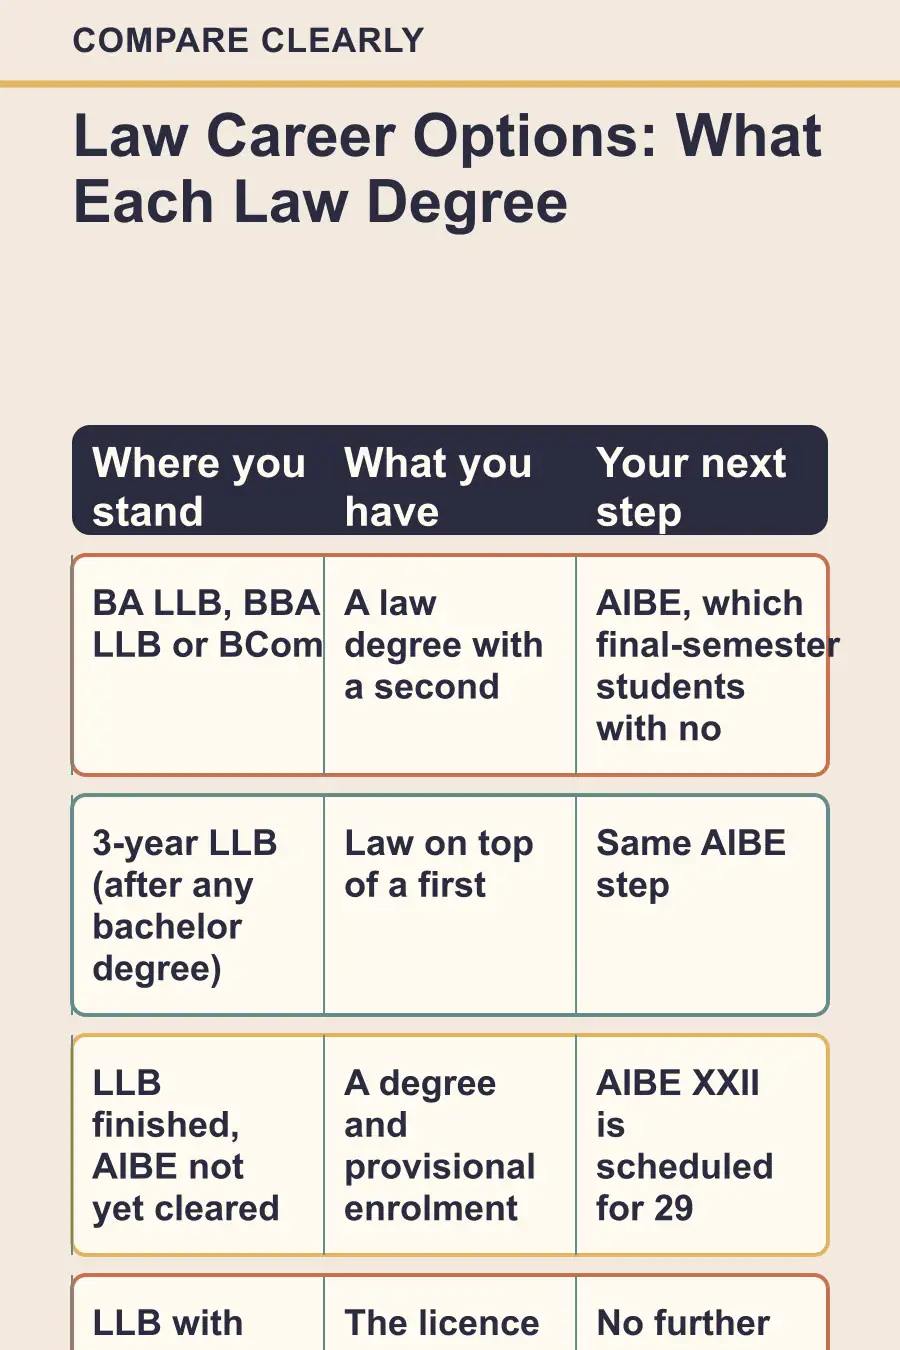 COMPARE CLEARLY
Law Career Options: What
Each Law Degree
Where you
stand
What you
have
Your next
step
BA LLB, BBA
LLB or BCom
A law
degree with
a second
AIBE, which
final-semester
students
with no
3-year LLB
(after any
bachelor
degree)
Law on top
of a first
Same AIBE
step
LLB
finished,
AIBE not
yet cleared
A degree
and
provisional
enrolment
AIBE XXII
is
scheduled
for 29
LLB with
The licence
No further